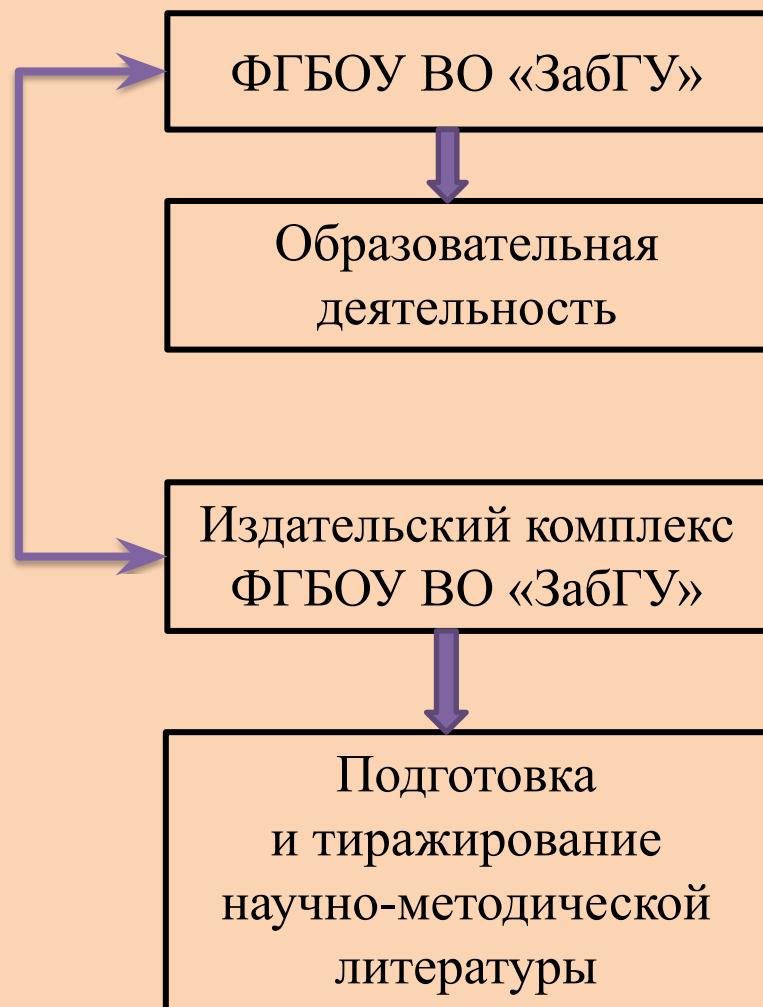 ФГБОУ ВО «ЗабГУ»
Образовательная
деятельность
Издательский комплекс
ФГБОУ ВО «ЗабГУ»
Подготовка
и тиражирование
научно-методической
литературы